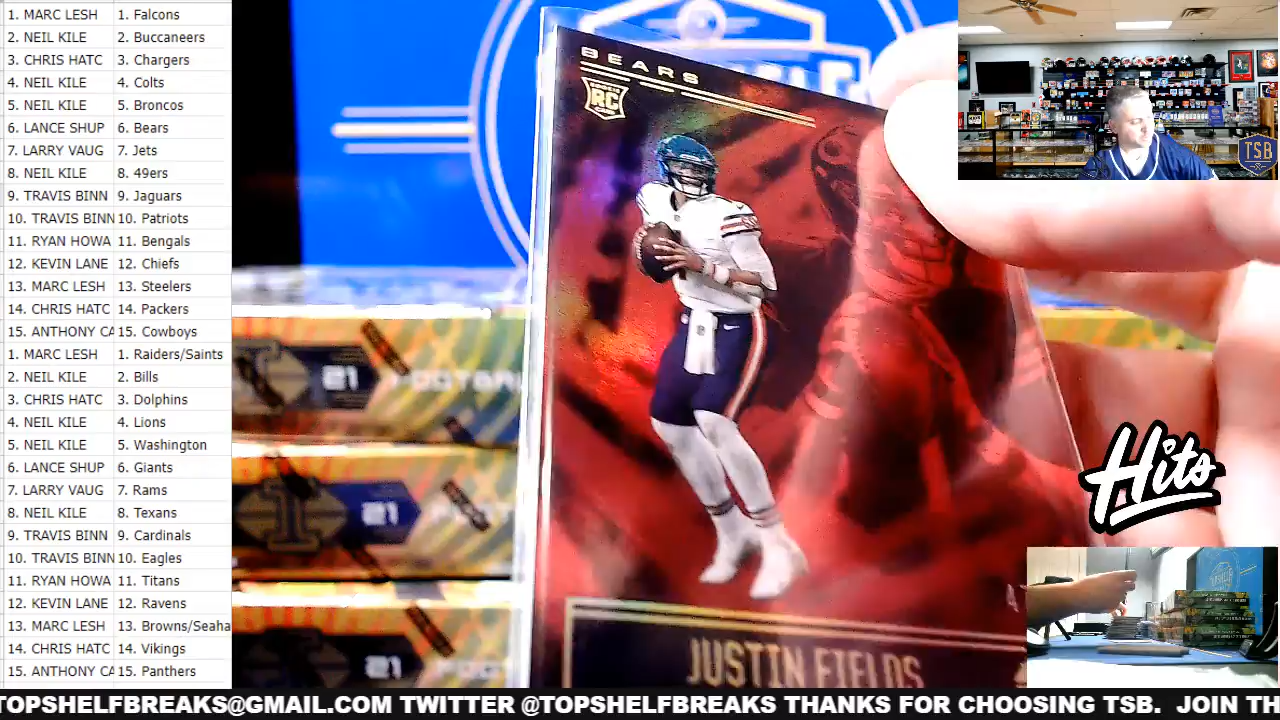 1. MARC LESH 1. Falcons
2. NEIL KILE 2. Buccaneers
3. CHRIS HATC 3. Chargers
4. NEIL KILE 4. Colts
5. NEIL KILE 5. Broncos
6. LANCE SHUP 6. Bears
7. LARRY VAUG 7. Jets
8. NEIL KILE 8. 49ers
9. TRAVIS BINN 9. Jaguars
10. TRAVIS BINN 10. Patriots
11. RYAN HOWA 11. Bengals
12. KEVIN LANE 12. Chiefs
13. MARC LESH 13. Steelers
14. CHRIS HATC 14. Packers
15. ANTHONY CA 15. Cowboys
1. MARC LESH 1. Raiders/Saints
2. NEIL KILE 2. Bills
3. CHRIS HATC 3. Dolphins
4. NEIL KILE 4. Lions
5. NEIL KILE 5. Washington
6. LANCE SHUP 6. Giants
7. LARRY VAUG 7. Rams
8. NEIL KILE 8. Texans
9. TRAVIS BINN 9. Cardinals
10. TRAVIS BINN 10. Eagles
11. RYAN HOWA 11. Titans
12. KEVIN LANE 12. Ravens
13. MARC LESH 13. Browns/Seaha
14. CHRIS HATC 14. Vikings
15. ANTHONY CA 15. Panthers
BEARS
RC
JUSTIN FIELDS
21
21
21
TSB
Hits
TOPSHELFBREAKS@GMAIL.COM TWITTER @TOPSHELFBREAKS THANKS FOR CHOOSING TSB. JOIN TH